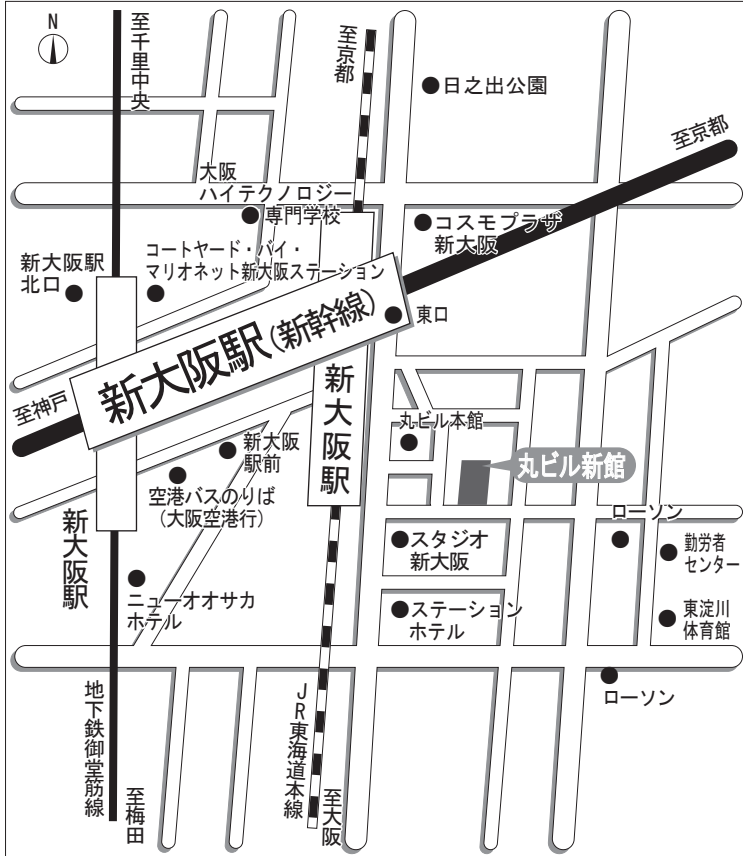 N
至千里中央
至京都
日之出公園
至京都
大阪
ハイテクノロジー
専門学校
コスモプラザ
新大阪
新大阪駅
北口
コートヤード・バイ・
マリオネット新大阪ステーション
東口
新大阪駅(新幹線)
至神戸
新大阪駅
丸ビル本館
新大阪
駅前
丸ビル新館
空港バスのりば
(大阪空港行)
新大阪駅
ローソン
スタジオ
新大阪
勤労者
センター
ニューオオサカ
ホテル
ステーション
ホテル
東淀川
体育館
ローソン
地下鉄御堂筋線
至梅田
JR東海道本線
至大阪